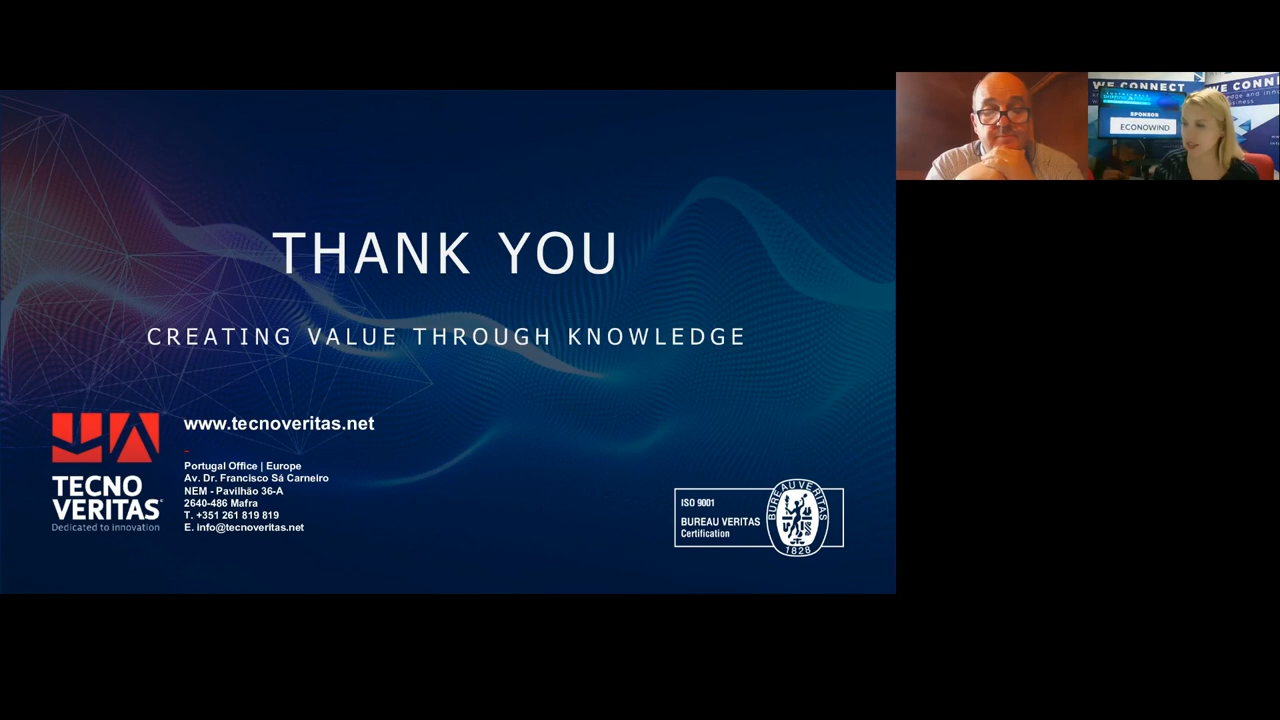 THANK YOU
CREATING VALUE THROUGH KNOWLEDGE
www.tecnoveritas.net
Portugal Office | Europe
Av. Dr. Francisco Sá Carneiro
NEM - Pavilhão 36-A
2640-486 Mafra
T. +351 261 819 819
E. info@tecnoveritas.net
TECNO
VERITAS
Dedicated to innovation
ISO 9001
BUREAU VERITAS
Certification
BUREAU VERITAS
1828
WE CONNECT
SPONSOR
ECONOWIND
WE CONN